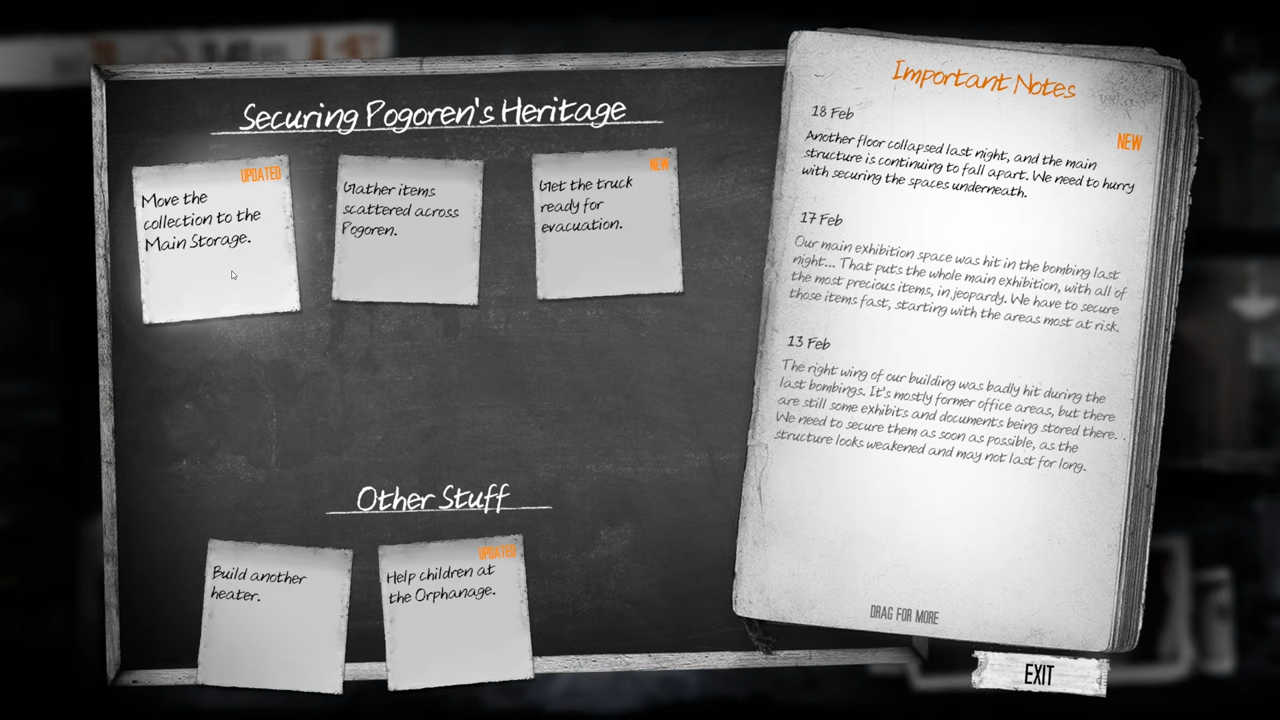 Securing Pogoren's Heritage
UPDATED
Move the
collection to the
Main Storage.
Gather items
scattered across
Pogoren.
NEW
Get the truck
ready for
evacuation.
Other Stuff
Build another
heater.
UPDATED
Help children at
the Orphanage.
Important Notes
18 Feb
NEW
Another floor collapsed last night, and the main
structure is continuing to fall apart. We need to hurry
with securing the spaces underneath.
17 Feb
Our main exhibition space was hit in the bombing last
night... That puts the whole main exhibition, with all of
the most precious items, in jeopardy. We have to secure
those items fast, starting with the areas most at risk.
13 Feb
The right wing of our building was badly hit during the
last bombings. It's mostly former office areas, but there
are still some exhibits and documents being stored there.
We need to secure them as soon as possible, as the
structure looks weakened and may not last for long.
DRAG FOR MORE
EXIT